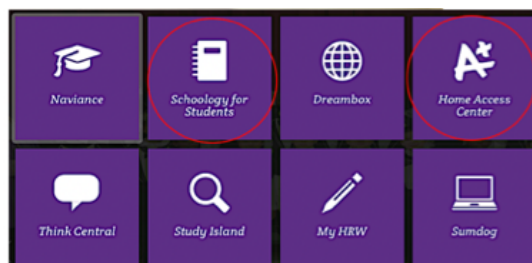 Naviance
Schoology for
Students
Dreambox
Home Access
Center
Think Central
Study Island
My HRW
Sumdog